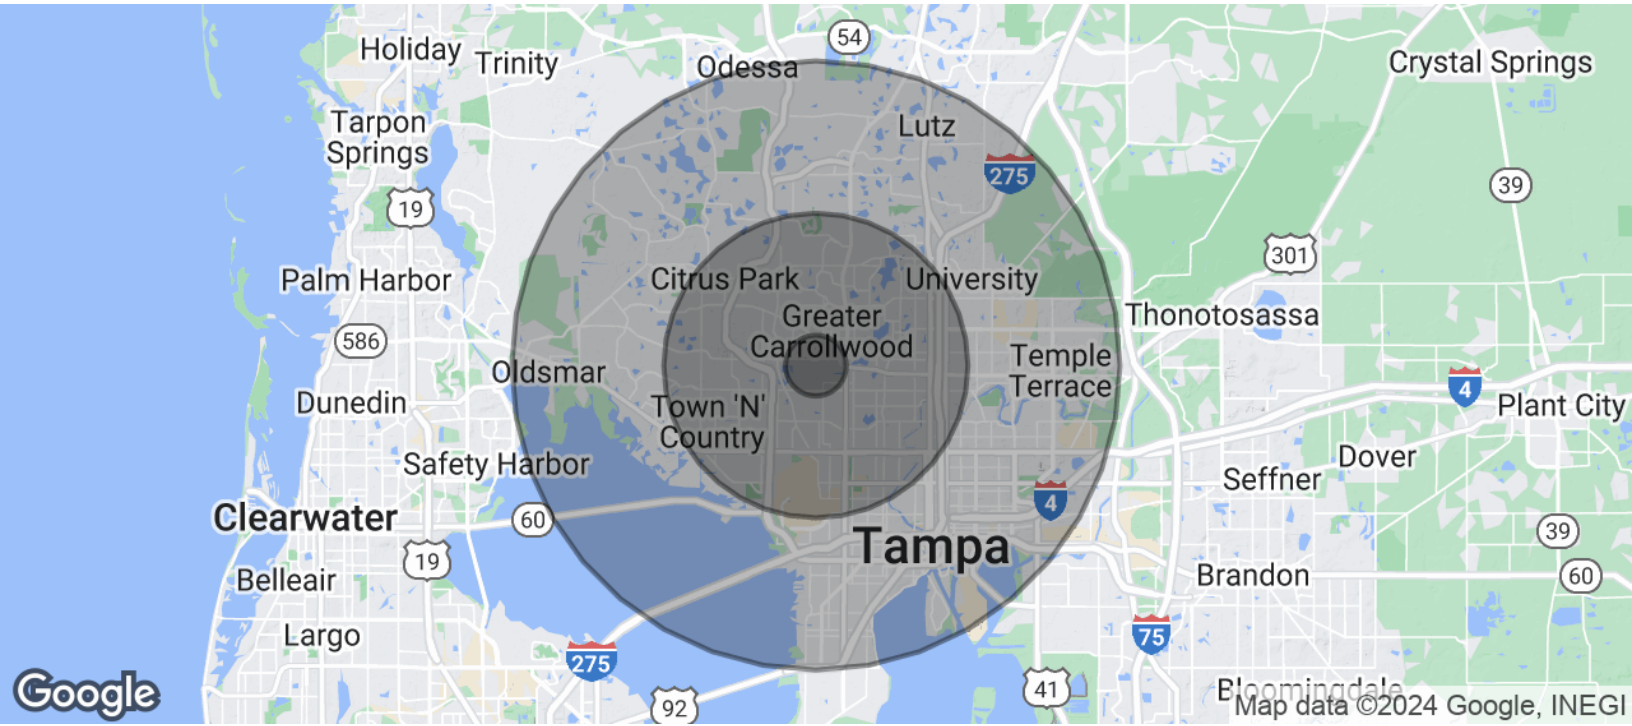 54
Holiday
Trinity
Odessa
Crystal Springs
Tarpon
Springs
Lutz
275
39
19
301
Palm Harbor
Citrus Park
University
Greater
Carrollwood
Thonotosassa
586
Oldsmar
Temple
Terrace
4
Dunedin
Town 'N'
Country
Plant City
Safety Harbor
Dover
Seffner
4
Clearwater
60
39
Tampa
19
Belleair
Brandon
60
Largo
75
275
Google
41
92
Bloomingdale
Map data ©2024 Google, INEGI